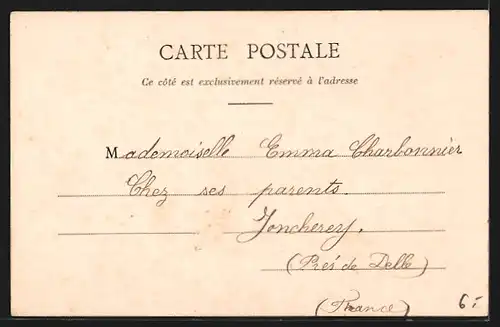 CARTE POSTALE
Ce côté est exclusivement réservé à l'adresse
Mademoiselle Emma Charbonnier
Chez ses parents.
Joncherey.
(Près de Delle)
(France)
6.-